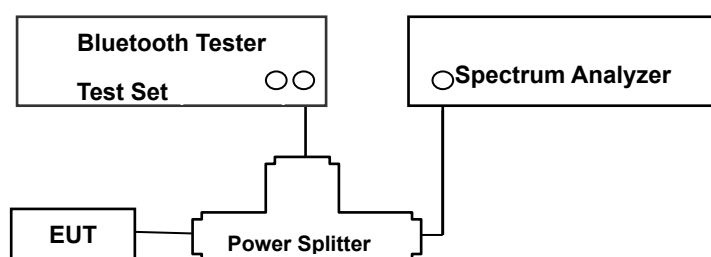 Bluetooth Tester
Test Set
Spectrum Analyzer
EUT
Power Splitter